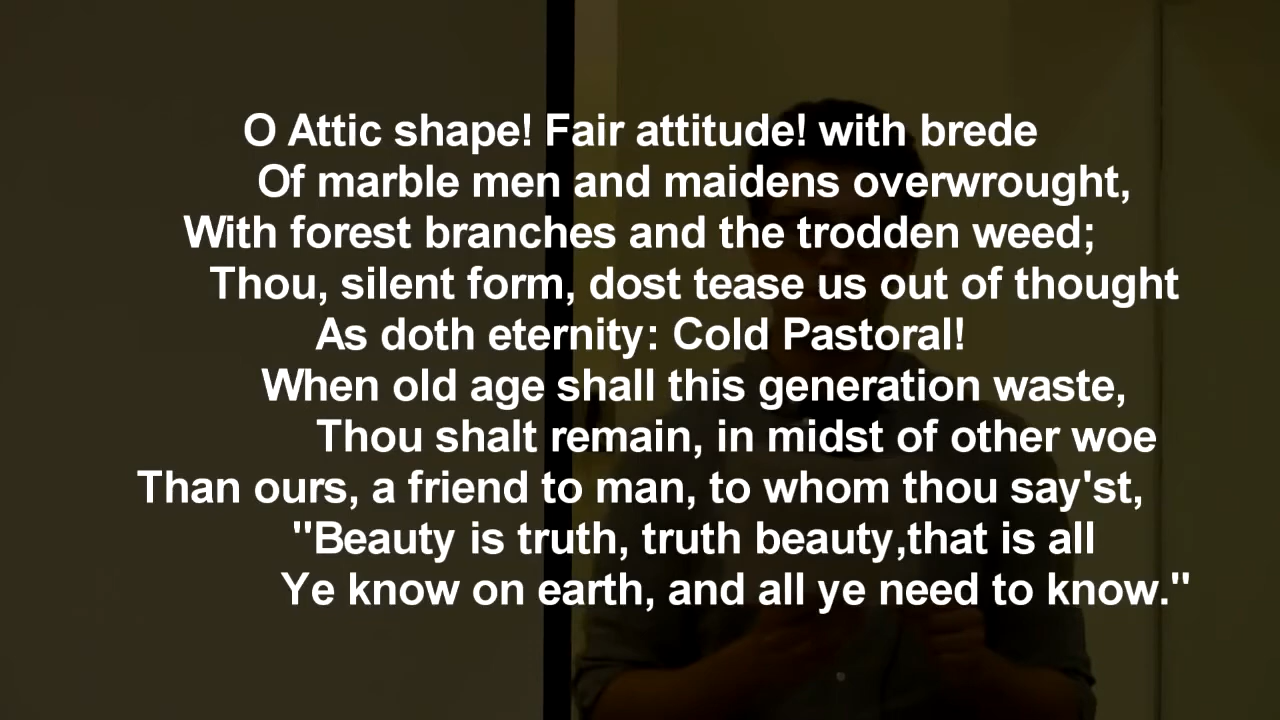 O Attic shape! Fair attitude! with brede
Of marble men and maidens overwrought,
With forest branches and the trodden weed;
Thou, silent form, dost tease us out of thought
As doth eternity: Cold Pastoral!
When old age shall this generation waste,
Thou shalt remain, in midst of other woe
Than ours, a friend to man, to whom thou say'st,
"Beauty is truth, truth beauty,that is all
Ye know on earth, and all ye need to know."